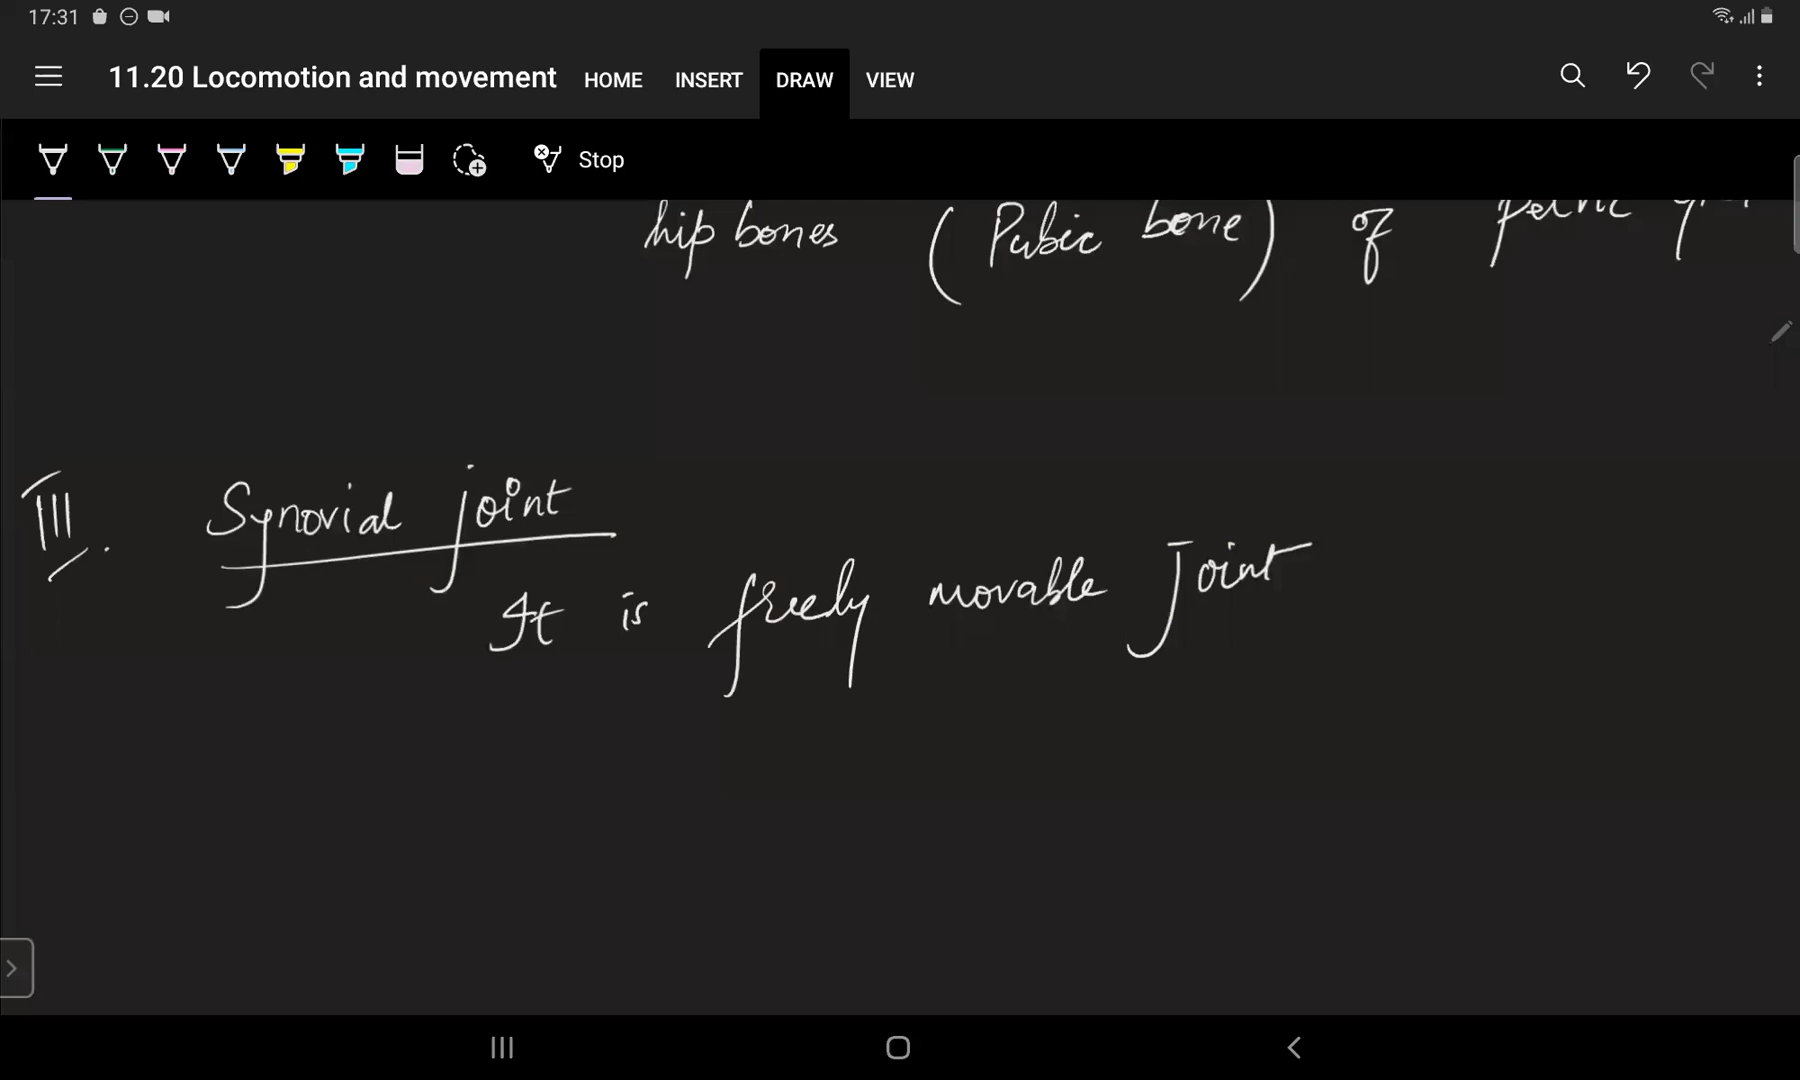 17:31
11.20 Locomotion and movement HOME INSERT DRAW VIEW
Stop
hip bones (Pubic bone) of pelvic
III. Synovial joint
It is freely movable Joint